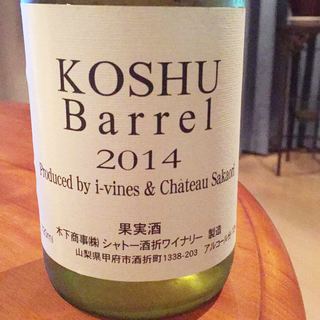 KOSHU
Barrel
2014
Produced by i-vines & Château Sakaori
果実酒
木下商事㈱ シャトー酒折ワイナリー 製造
山梨県甲府市酒折町1338-203